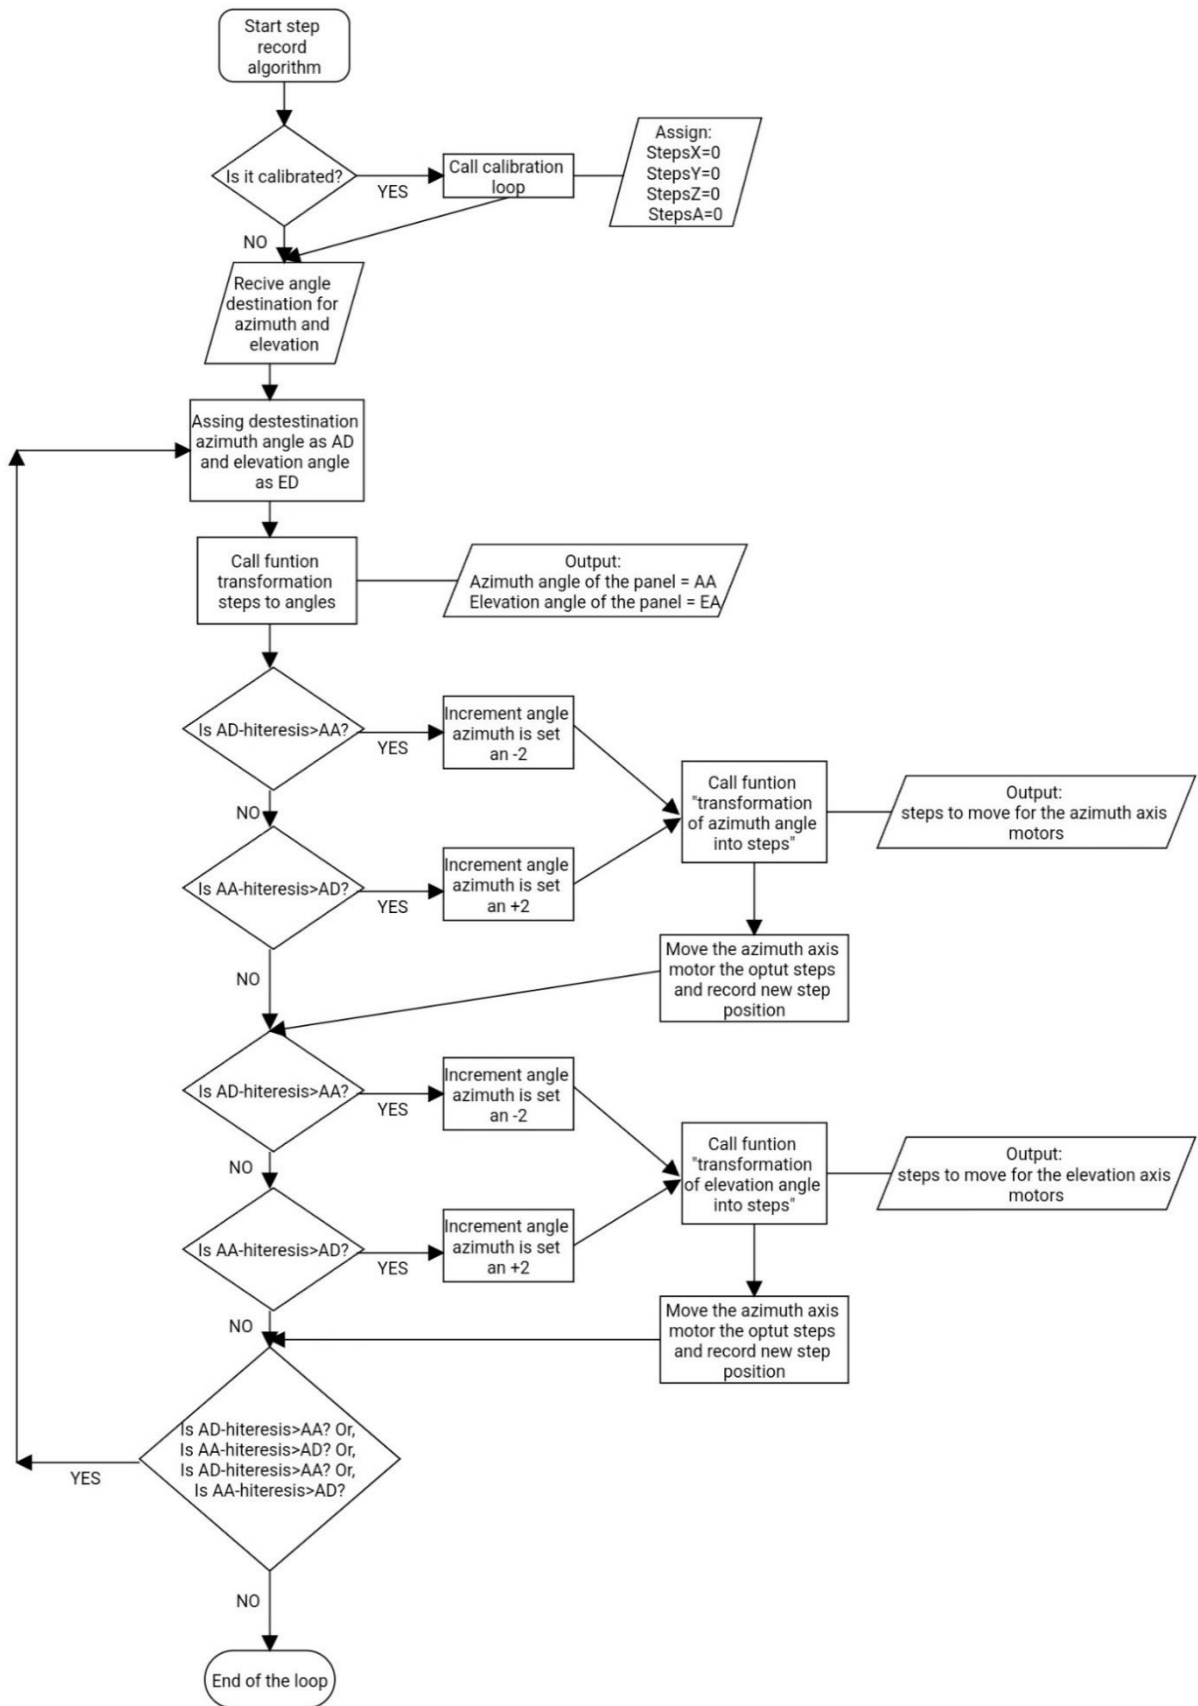 Start step
record
algorithm
Is it calibrated?
YES
Call calibration
loop
Assign:
StepsX=0
StepsY=0
StepsZ=0
StepsA=0
NO
Recive angle
destination for
azimuth and
elevation
Assing destestination
azimuth angle as AD
and elevation angle
as ED
Call funtion
transformation
steps to angles
Output:
Azimuth angle of the panel = AA
Elevation angle of the panel = EA
Is AD-hiteresis>AA?
YES
Increment angle
azimuth is set
an -2
NO
Is AA-hiteresis>AD?
YES
Increment angle
azimuth is set
an +2
Call funtion
"transformation
of azimuth angle
into steps"
Output:
steps to move for the azimuth axis
motors
Move the azimuth axis
motor the optut steps
and record new step
position
NO
Is AD-hiteresis>AA?
YES
Increment angle
azimuth is set
an -2
NO
Is AA-hiteresis>AD?
YES
Increment angle
azimuth is set
an +2
Call funtion
"transformation
of elevation angle
into steps"
Output:
steps to move for the elevation axis
motors
Move the azimuth axis
motor the optut steps
and record new step
position
NO
Is AD-hiteresis>AA? Or,
Is AA-hiteresis>AD? Or,
Is AD-hiteresis>AA? Or,
Is AA-hiteresis>AD?
YES
NO
End of the loop